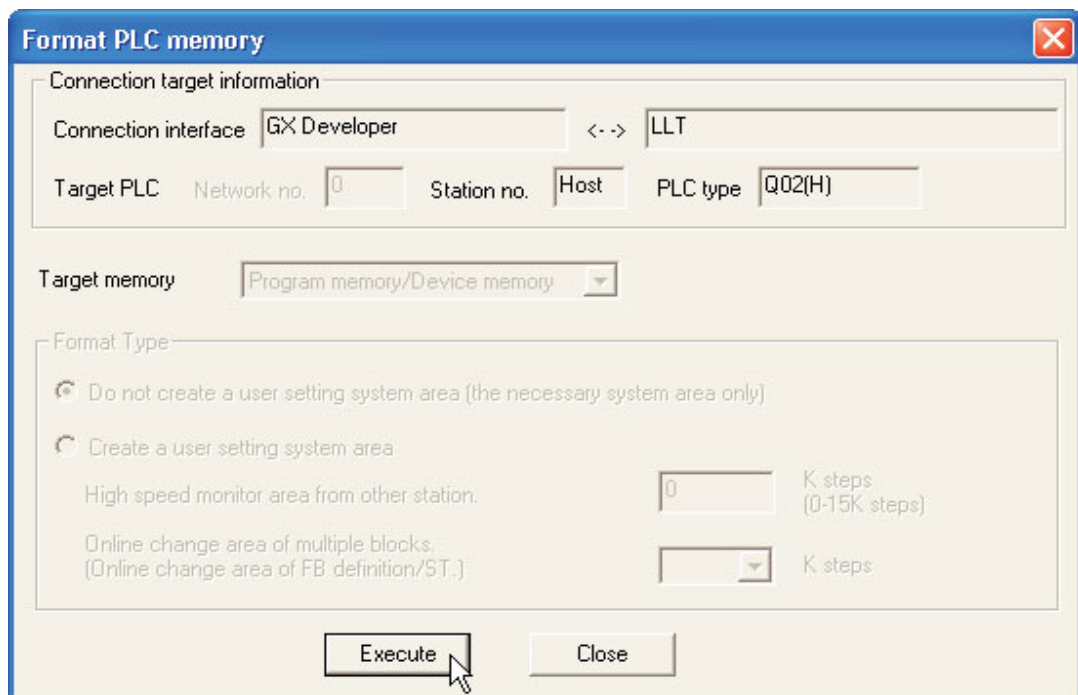 Format PLC memory
Connection target information
Connection interface GX Developer <--> LLT
Target PLC Network no. 0 Station no. Host PLC type Q02(H)
Target memory Program memory/Device memory
Format Type
Do not create a user setting system area (the necessary system area only)
Create a user setting system area
High speed monitor area from other station. 0 K steps
(0-15K steps)
Online change area of multiple blocks.
(Online change area of FB definition/ST.) K steps
Execute Close